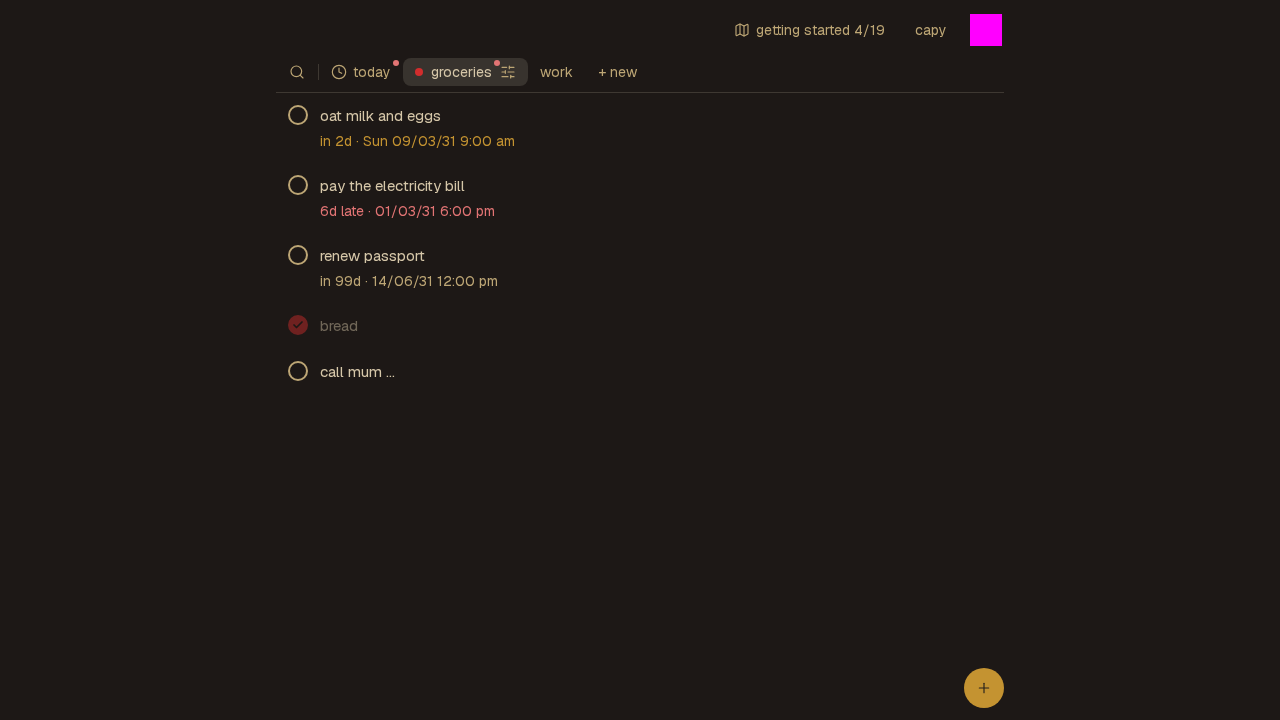 getting started 4/19 capy
today groceries work + new
oat milk and eggs
in 2d · Sun 09/03/31 9:00 am
pay the electricity bill
6d late · 01/03/31 6:00 pm
renew passport
in 99d · 14/06/31 12:00 pm
bread
call mum ...